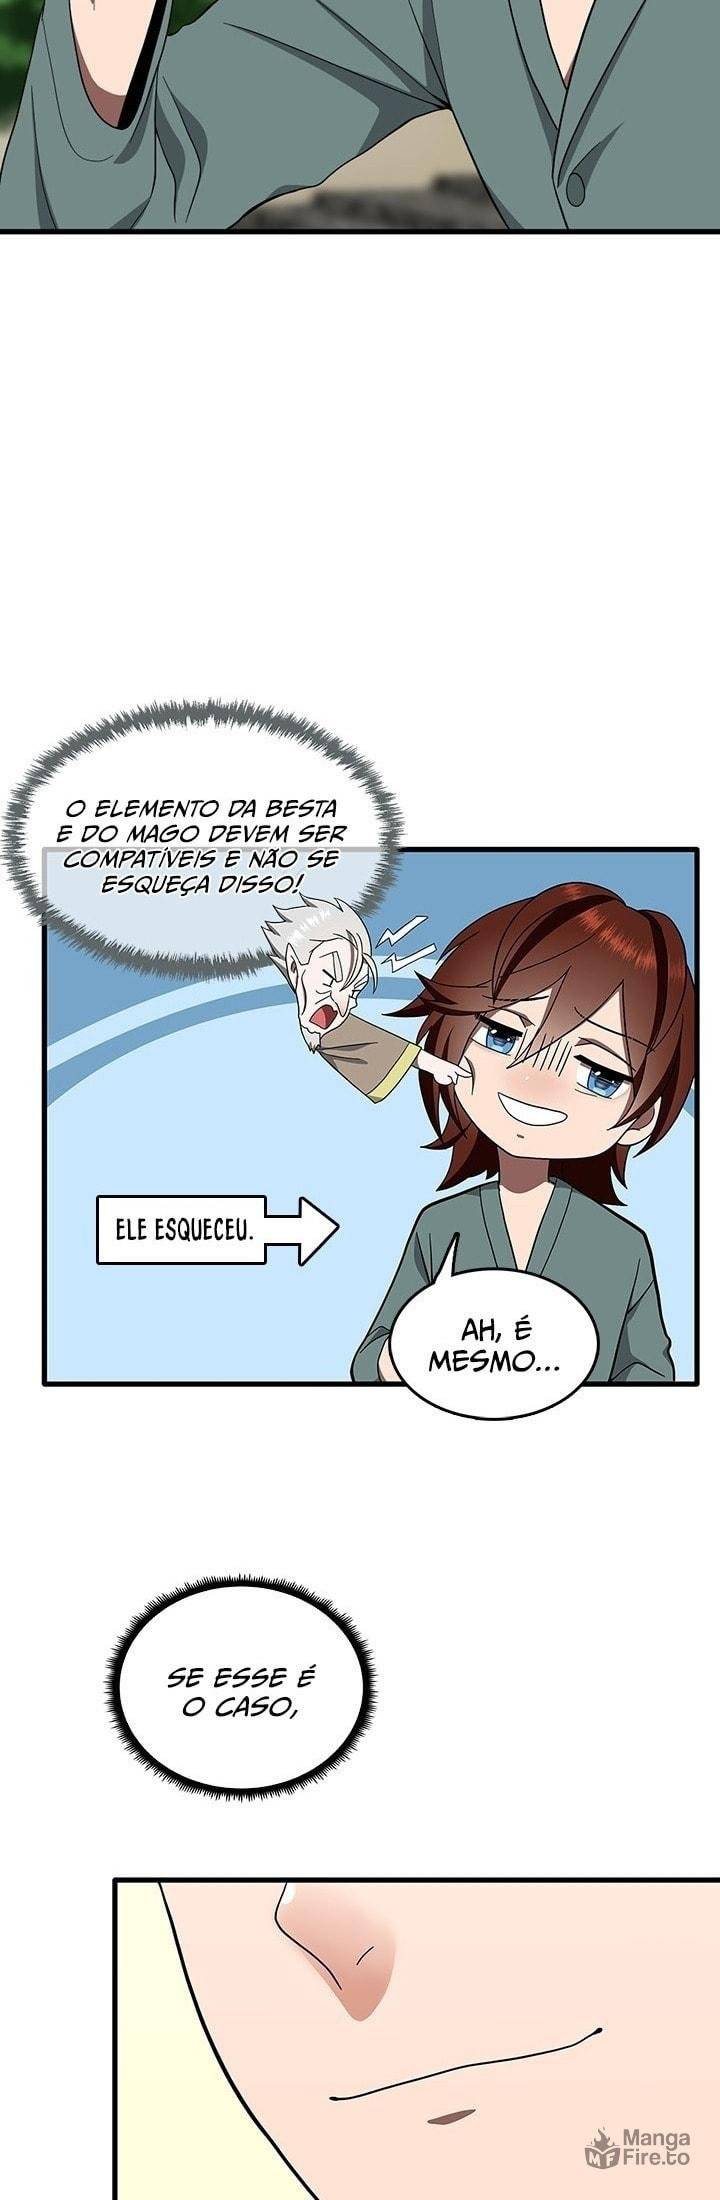 O ELEMENTO DA BESTA
E DO MAGO DEVEM SER
COMPATÍVEIS E NÃO SE
ESQUEÇA DISSO!
ELE ESQUECEU.
AH, É
MESMO...
SE ESSE É
O CASO,
Manga
Fire.to